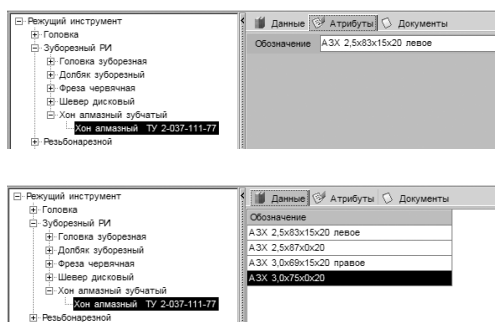 Режущий инструмент
Головка
Зуборезный РИ
Головка зуборезная
Долбяк зуборезный
Фреза червячная
Шевер дисковый
Хон алмазный зубчатый
Хон алмазный ТУ 2-037-111-77
Резьбонарезной
Данные Атрибуты Документы
Обозначение АЗХ 2,5х83х15х20 левое
Режущий инструмент
Головка
Зуборезный РИ
Головка зуборезная
Долбяк зуборезный
Фреза червячная
Шевер дисковый
Хон алмазный зубчатый
Хон алмазный ТУ 2-037-111-77
Резьбонарезной
Данные Атрибуты Документы
Обозначение
АЗХ 2,5х83х15х20 левое
АЗХ 2,5х87х0х20
АЗХ 3,0х69х15х20 правое
АЗХ 3,0х75х0х20